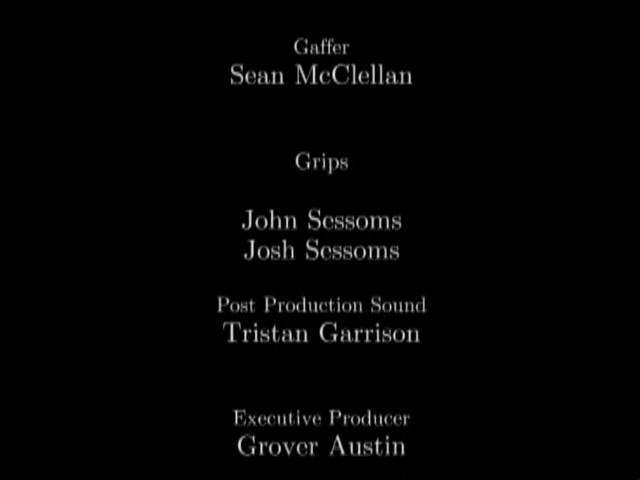 Gaffer
Sean McClellan
Grips
John Sessoms
Josh Sessoms
Post Production Sound
Tristan Garrison
Executive Producer
Grover Austin